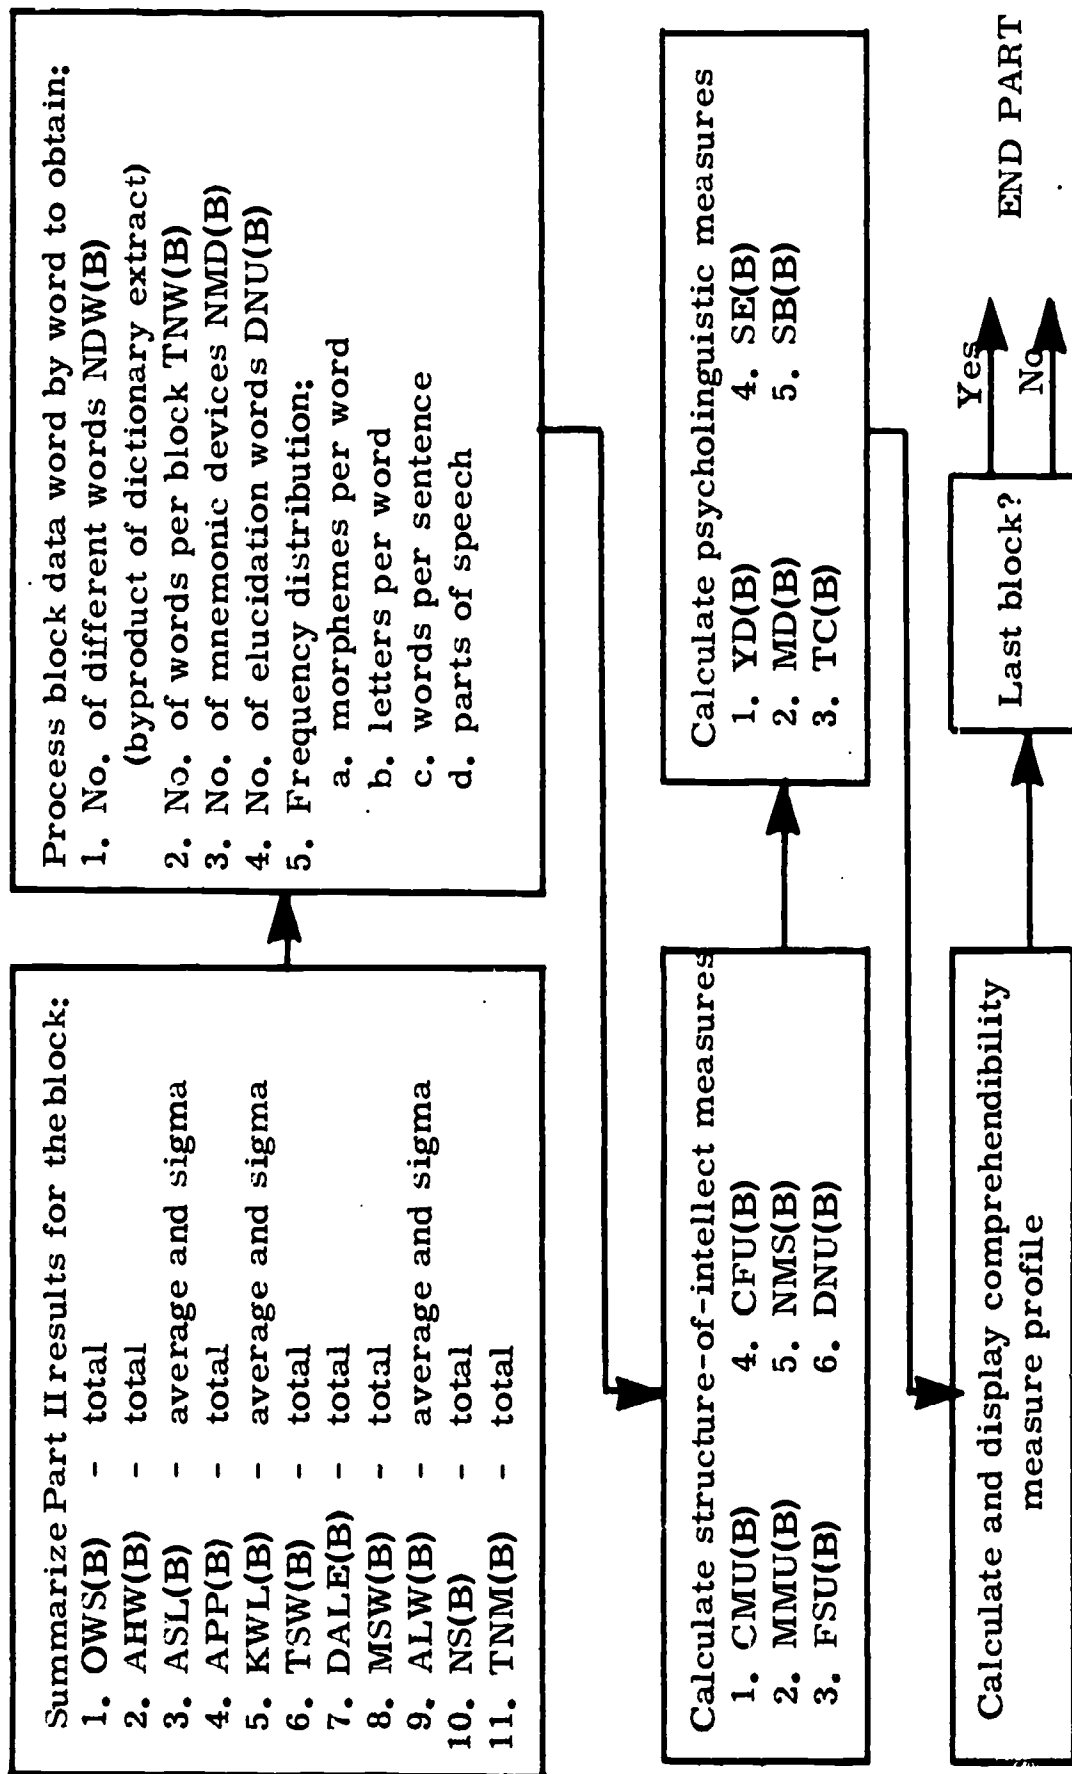 Summarize Part II results for the block:
1. OWS(B) - total
2. AHW(B) - total
3. ASL(B) - average and sigma
4. APP(B) - total
5. KWL(B) - average and sigma
6. TSW(B) - total
7. DALE(B) - total
8. MSW(B) - total
9. ALW(B) - average and sigma
10. NS(B) - total
11. TNM(B) - total
Process block data word by word to obtain:
1. No. of different words NDW(B)
(byproduct of dictionary extract)
2. No. of words per block TNW(B)
3. No. of mnemonic devices NMD(B)
4. No. of elucidation words DNU(B)
5. Frequency distribution:
a. morphemes per word
b. letters per word
c. words per sentence
d. parts of speech
Calculate structure-of-intellect measures
1. CMU(B) 4. CFU(B)
2. MMU(B) 5. NMS(B)
3. FSU(B) 6. DNU(B)
Calculate psycholinguistic measures
1. YD(B) 4. SE(B)
2. MD(B) 5. SB(B)
3. TC(B)
Calculate and display comprehendibility
measure profile
Last block?
Yes
No
END PART